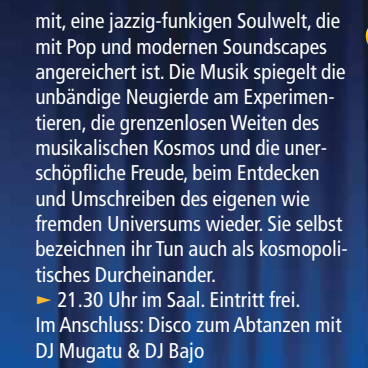 mit, eine jazzig-funkigen Soulwelt, die
mit Pop und modernen Soundscapes
angereichert ist. Die Musik spiegelt die
unbändige Neugierde am Experimen-
tieren, die grenzenlosen Weiten des
musikalischen Kosmos und die uner-
schöpfliche Freude, beim Entdecken
und Umschreiben des eigenen wie
fremden Universums wieder. Sie selbst
bezeichnen ihr Tun auch als kosmopoli-
tisches Durcheinander.
► 21.30 Uhr im Saal. Eintritt frei.
Im Anschluss: Disco zum Abtanzen mit
DJ Mugatu & DJ Bajo